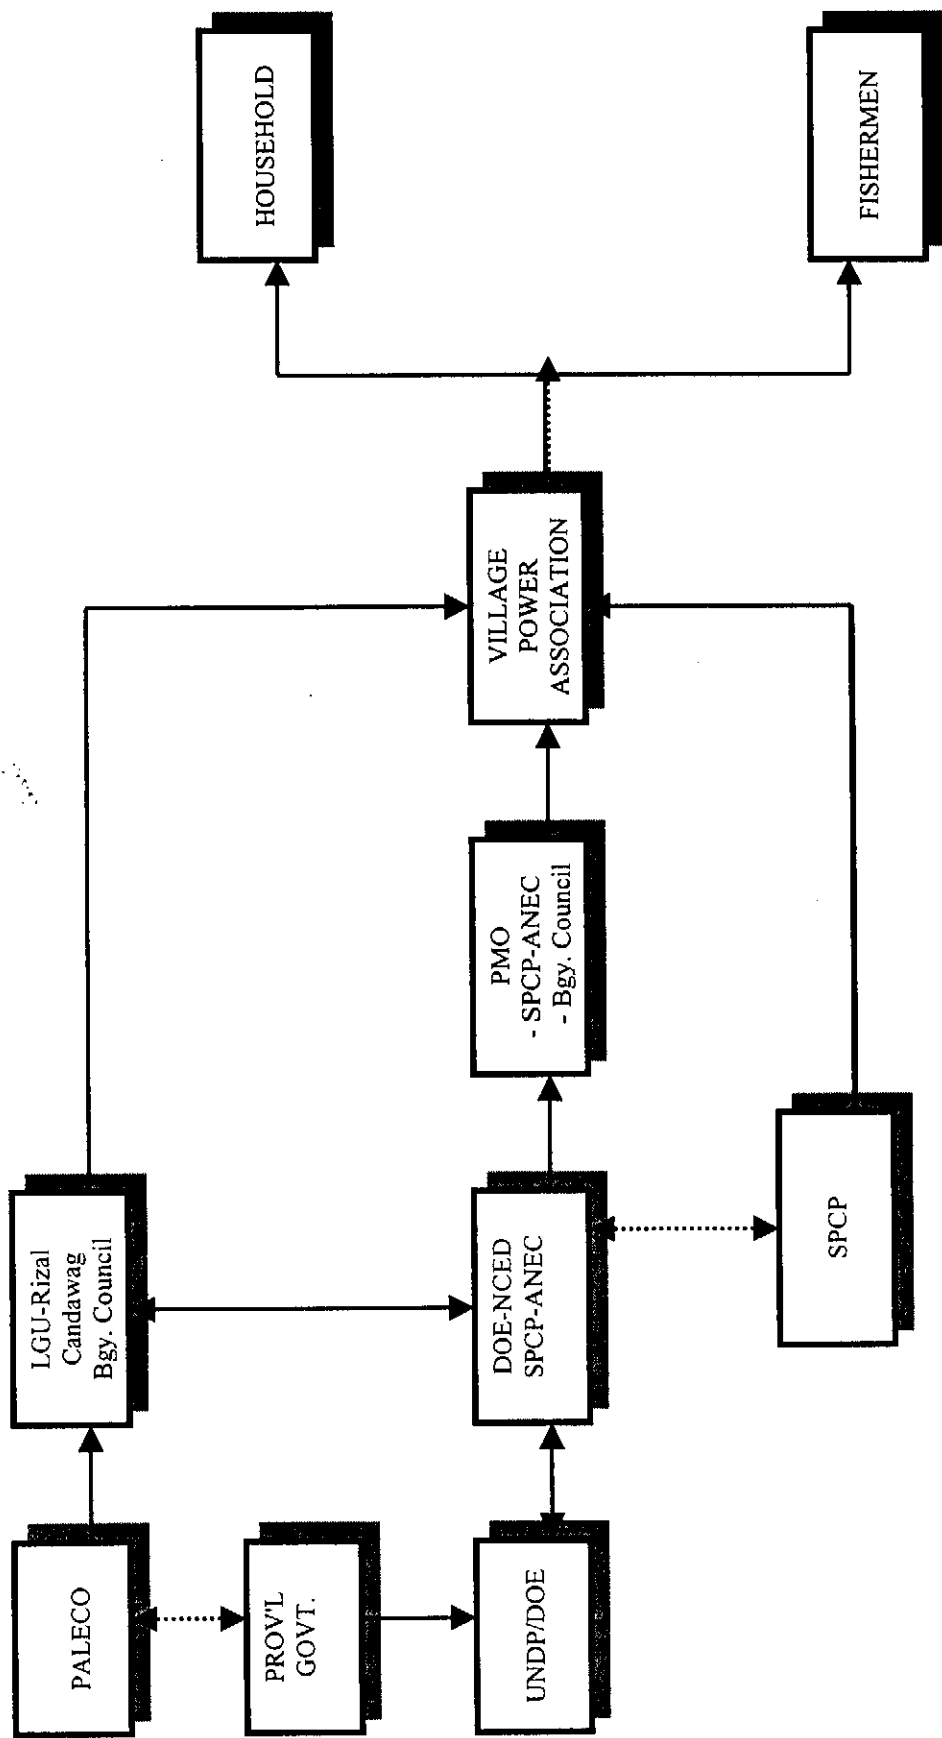 PALECO
PROV'L
GOVT.
UNDP/DOE
LGU-Rizal
Candawag
Bgy. Council
DOE-NCED
SPCP-ANEC
SPCP
PMO
- SPCP-ANEC
- Bgy. Council
VILLAGE
POWER
ASSOCIATION
HOUSEHOLD
FISHERMEN